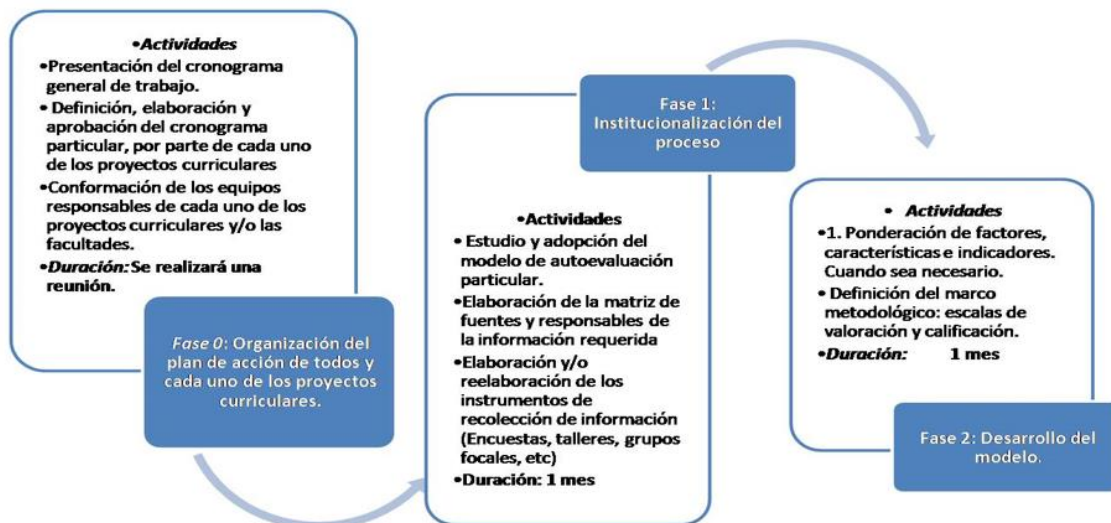 •Actividades
•Presentación del cronograma
general de trabajo.
• Definición, elaboración y
aprobación del cronograma
particular, por parte de cada uno
de los proyectos curriculares
•Conformación de los equipos
responsables de cada uno de los
proyectos curriculares y/o las
facultades.
•Duración: Se realizará una
reunión.
Fase 0: Organización del
plan de acción de todos y
cada uno de los proyectos
curriculares.
Fase 1:
Institucionalización del
proceso
•Actividades
• Estudio y adopción del
modelo de autoevaluación
particular.
•Elaboración de la matriz de
fuentes y responsables de
la información requerida
•Elaboración y/o
reelaboración de los
instrumentos de
recolección de información
(Encuestas, talleres, grupos
focales, etc)
•Duración: 1 mes
• Actividades
•1. Ponderación de factores,
características e indicadores.
Cuando sea necesario.
• Definición del marco
metodológico: escalas de
valoración y calificación.
•Duración: 1 mes
Fase 2: Desarrollo del
modelo.